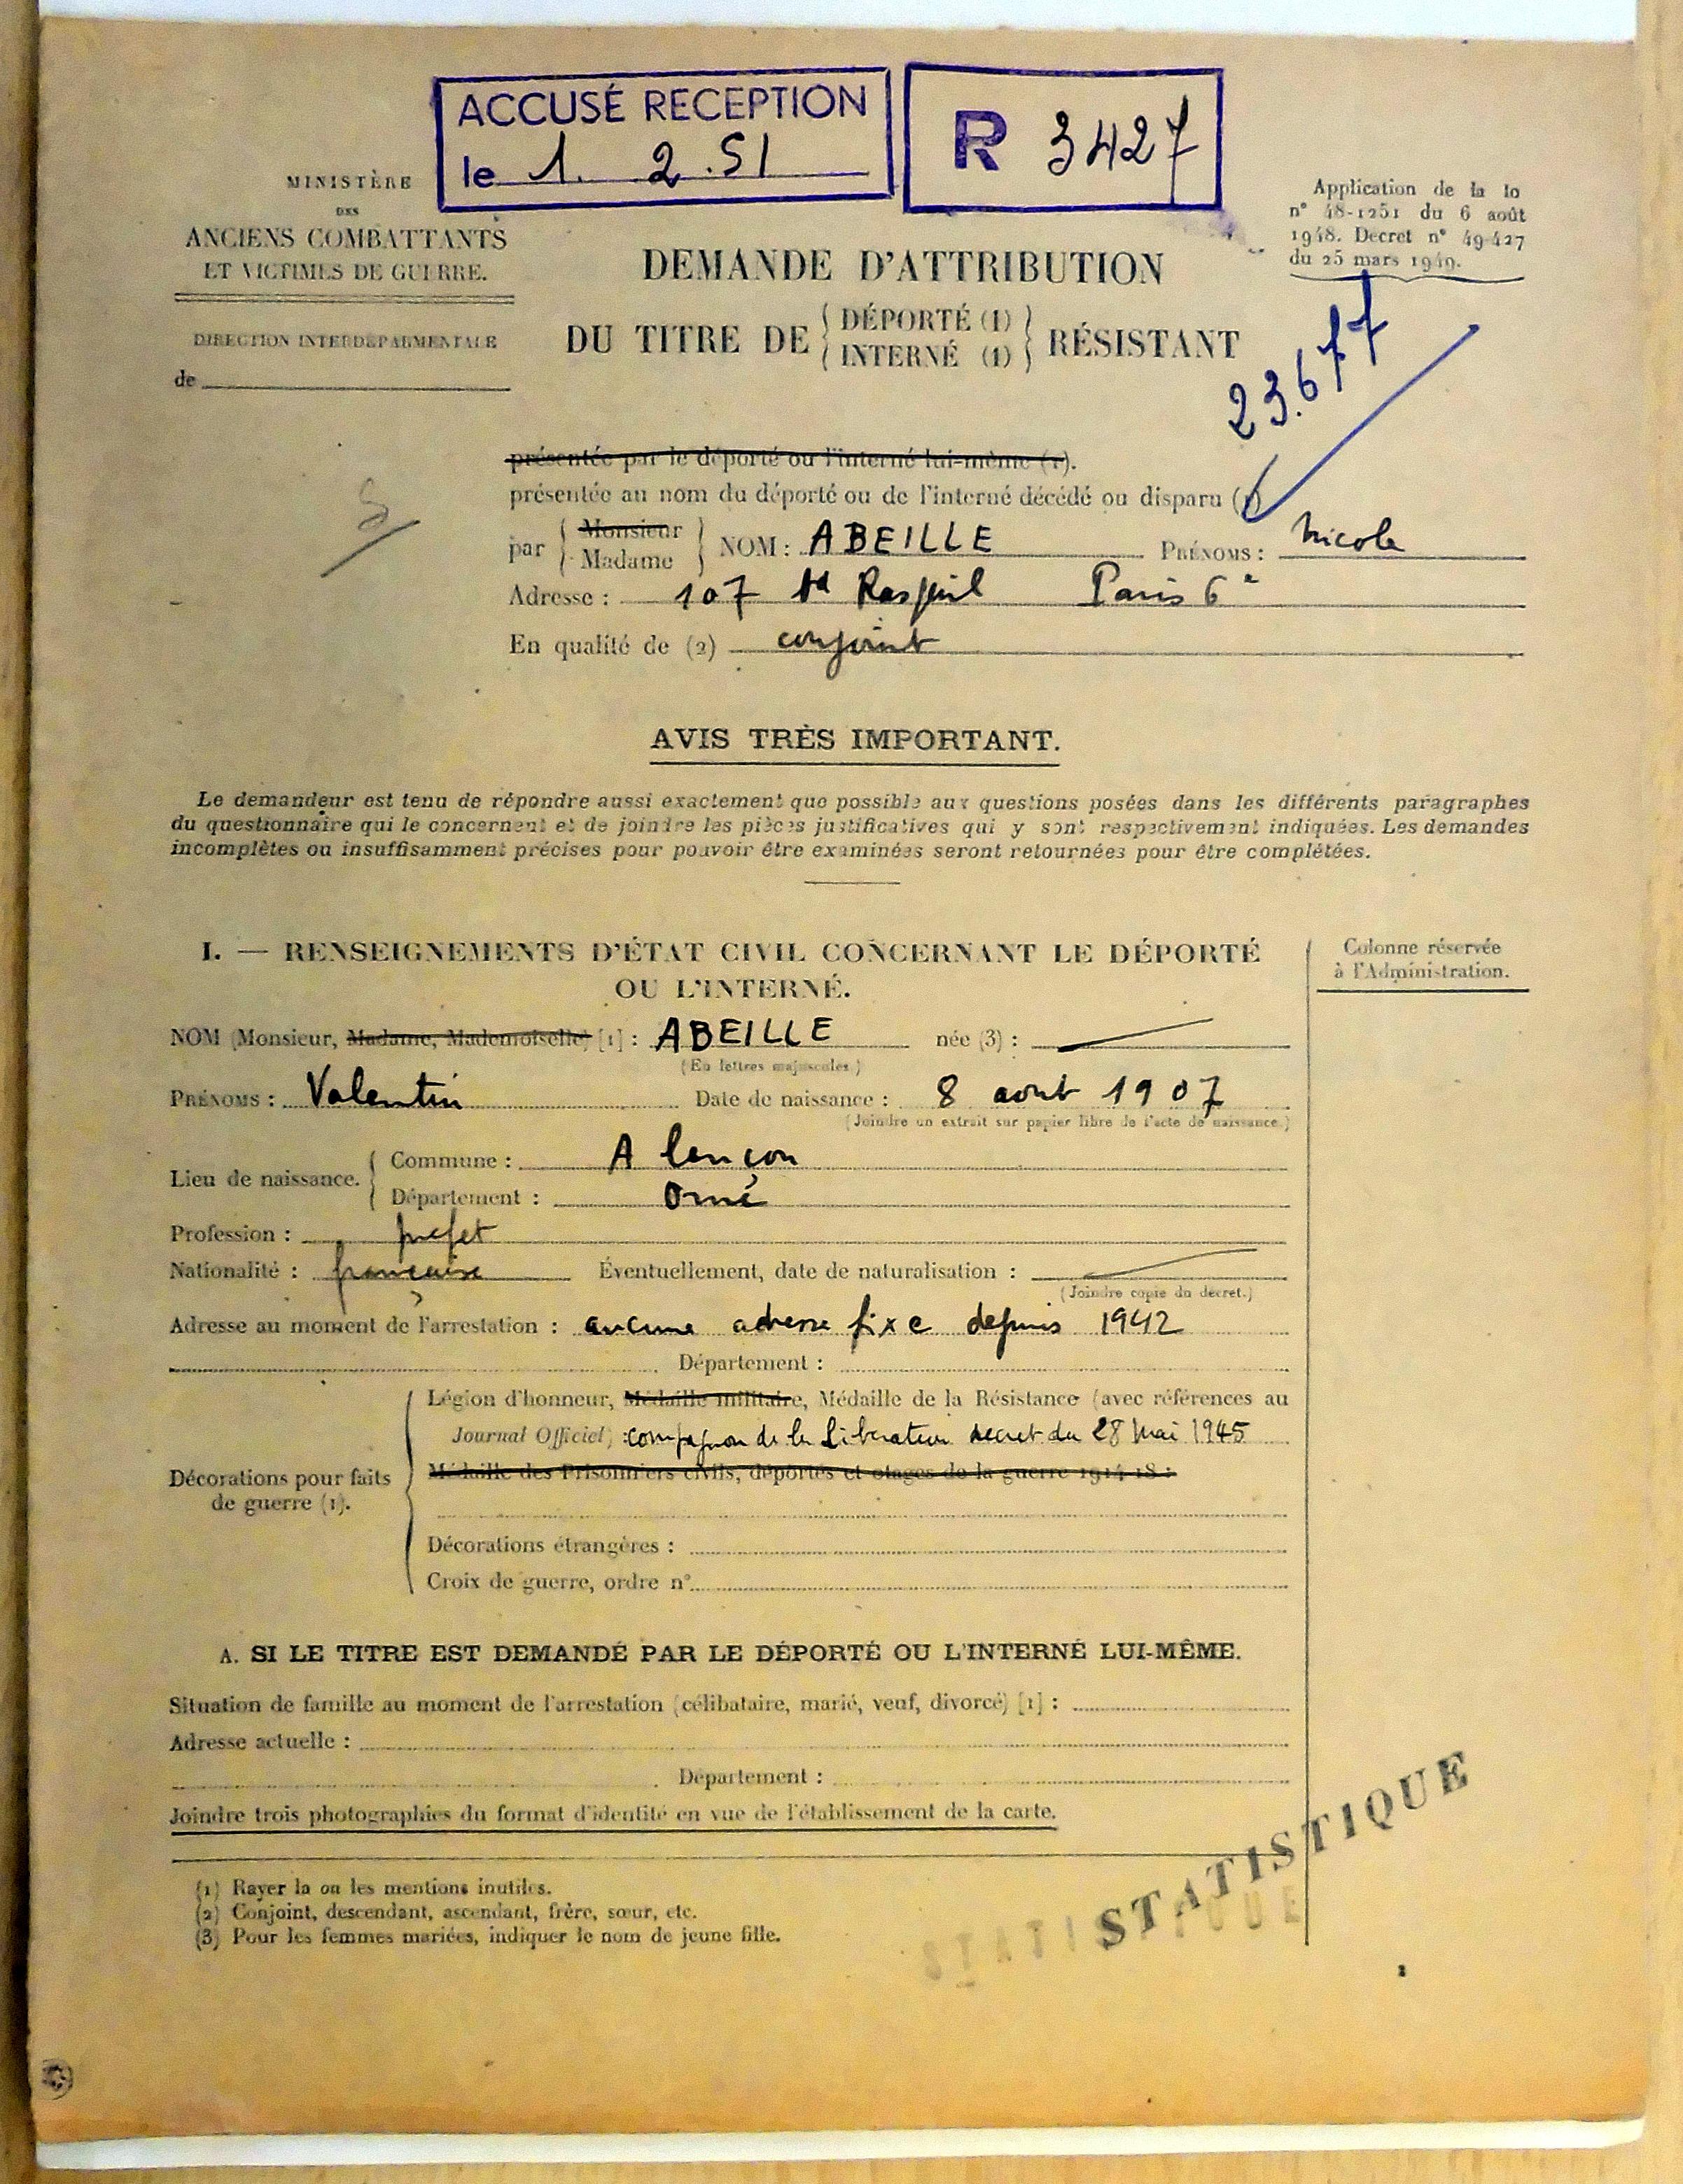 ACCUSÉ RECEPTION
le 1. 2. 51
R 3427
MINISTÈRE
DES
ANCIENS COMBATTANTS
ET VICTIMES DE GUERRE.
DIRECTION INTERDÉPARTEMENTALE
de
Application de la lo
n° 48-1251 du 6 août
1948. Decret n° 49-427
du 25 mars 1949.
DEMANDE D'ATTRIBUTION
DU TITRE DE { DÉPORTÉ (1) } RÉSISTANT
{ INTERNÉ (1) }
23.677
présentée par le déporté ou l'interné lui-même (1).
présentée au nom du déporté ou de l'interné décédé ou disparu (1)
par { Monsieur } NOM : ABEILLE PRÉNOMS : Nicole
{ Madame }
Adresse : 107 Bd Raspail Paris 6e
En qualité de (2) conjoint
AVIS TRÈS IMPORTANT.
Le demandeur est tenu de répondre aussi exactement que possible aux questions posées dans les différents paragraphes
du questionnaire qui le concernent et de joindre les pièces justificatives qui y sont respectivement indiquées. Les demandes
incomplètes ou insuffisamment précises pour pouvoir être examinées seront retournées pour être complétées.
I. — RENSEIGNEMENTS D'ÉTAT CIVIL CONCERNANT LE DÉPORTÉ
OU L'INTERNÉ.
Colonne réservée
à l'Administration.
NOM (Monsieur, Madame, Mademoiselle) [1] : ABEILLE née (3) :
(En lettres majuscules.)
PRÉNOMS : Valentin Date de naissance : 8 aout 1907
(Joindre un extrait sur papier libre de l'acte de naissance.)
Lieu de naissance. { Commune : Alençon
{ Département : Orne
Profession : prefet
Nationalité : française Éventuellement, date de naturalisation :
(Joindre copie du décret.)
Adresse au moment de l'arrestation : aucune adresse fixe depuis 1942
Département :
Légion d'honneur, Médaille militaire, Médaille de la Résistance (avec références au
Journal Officiel) : compagnon de la Liberation decret du 28 Mai 1945
Médaille des Prisonniers civils, déportés et otages de la guerre 1914-18 :
Décorations pour faits
de guerre (1).
Décorations étrangères :
Croix de guerre, ordre n°
A. SI LE TITRE EST DEMANDÉ PAR LE DÉPORTÉ OU L'INTERNÉ LUI-MÊME.
Situation de famille au moment de l'arrestation (célibataire, marié, veuf, divorcé) [1] :
Adresse actuelle :
Département :
Joindre trois photographies du format d'identité en vue de l'établissement de la carte.
(1) Rayer la ou les mentions inutiles.
(2) Conjoint, descendant, ascendant, frère, sœur, etc.
(3) Pour les femmes mariées, indiquer le nom de jeune fille.
STATISTIQUE